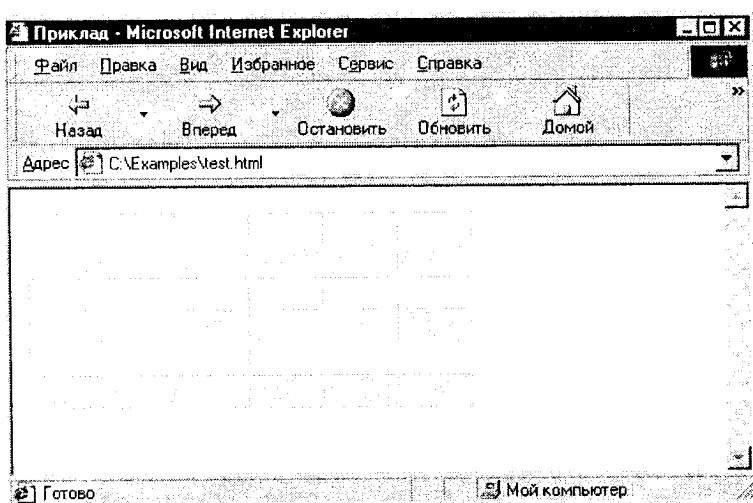 Приклад - Microsoft Internet Explorer
Файл Правка Вид Избранное Сервис Справка
Назад Вперед Остановить Обновить Домой »
Адрес C:\Examples\test.html
Готово Мой компьютер